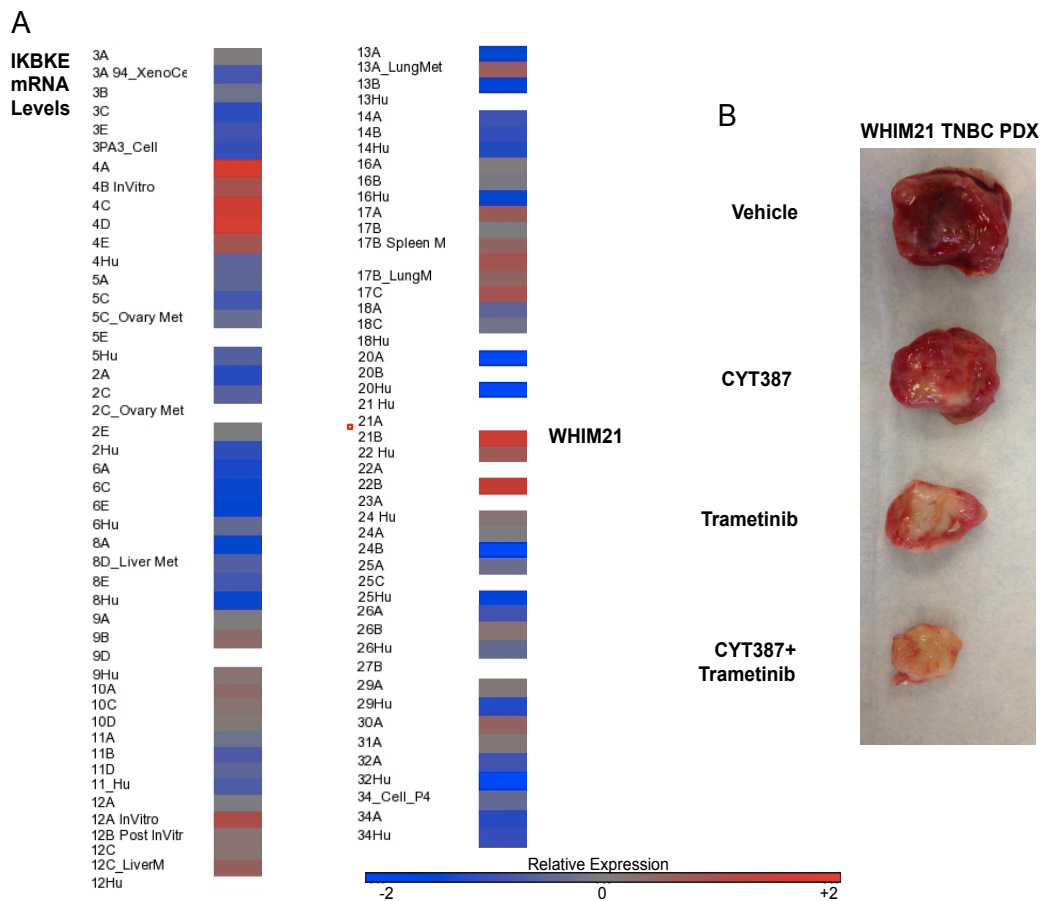 A
IKBKE
mRNA
Levels
3A
3A 94_XenoCe
3B
3C
3E
3PA3_Cell
4A
4B InVitro
4C
4D
4E
4Hu
5A
5C
5C_Ovary Met
5E
5Hu
2A
2C
2C_Ovary Met
2E
2Hu
6A
6C
6E
6Hu
8A
8D_Liver Met
8E
8Hu
9A
9B
9D
9Hu
10A
10C
10D
11A
11B
11D
11_Hu
12A
12A InVitro
12B Post InVitr
12C
12C_LiverM
12Hu
13A
13A_LungMet
13B
13Hu
14A
14B
14Hu
16A
16B
16Hu
17A
17B
17B Spleen M
17B_LungM
17C
18A
18C
18Hu
20A
20B
20Hu
21 Hu
21A
21B
22 Hu
22A
22B
23A
24 Hu
24A
24B
25A
25C
25Hu
26A
26B
26Hu
27B
29A
29Hu
30A
31A
32A
32Hu
34_Cell_P4
34A
34Hu
WHIM21
Relative Expression
-2 0 +2
B
WHIM21 TNBC PDX
Vehicle
CYT387
Trametinib
CYT387+
Trametinib